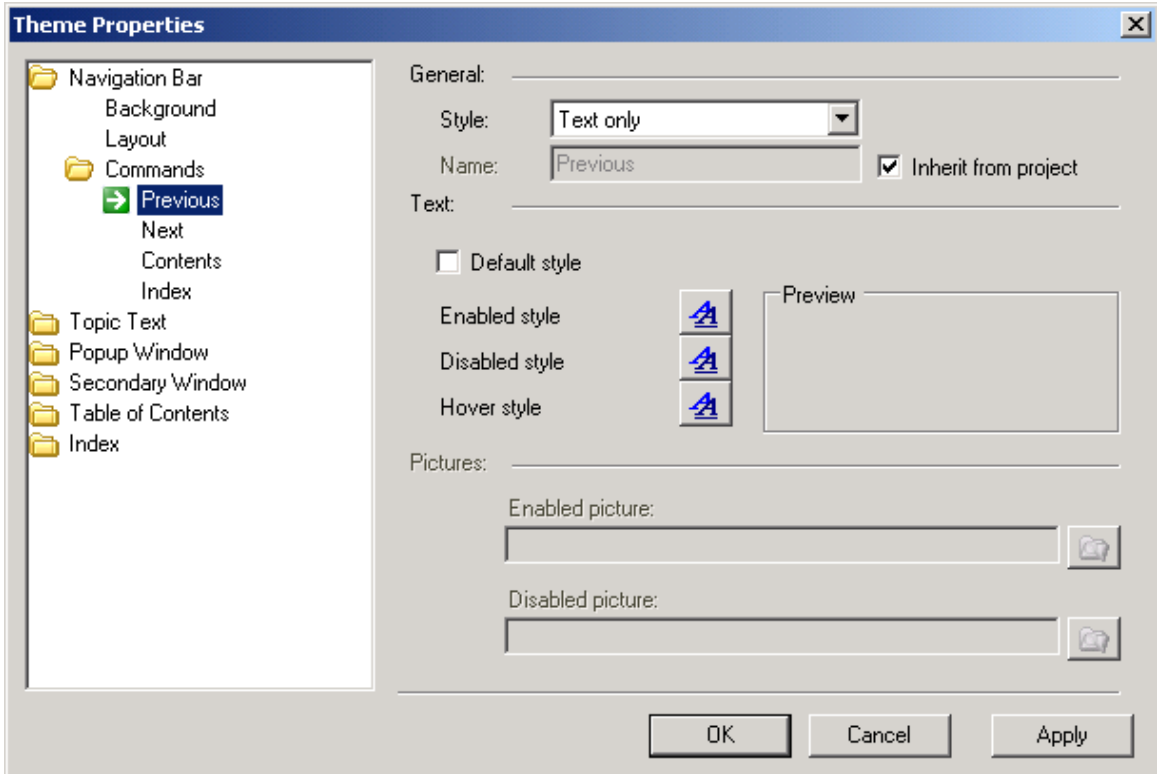 Theme Properties
Navigation Bar
Background
Layout
Commands
Previous
Next
Contents
Index
Topic Text
Popup Window
Secondary Window
Table of Contents
Index
General:
Style:
Text only
Name:
Previous
Inherit from project
Text:
Default style
Enabled style
Disabled style
Hover style
Preview
Pictures:
Enabled picture:
Disabled picture:
OK
Cancel
Apply